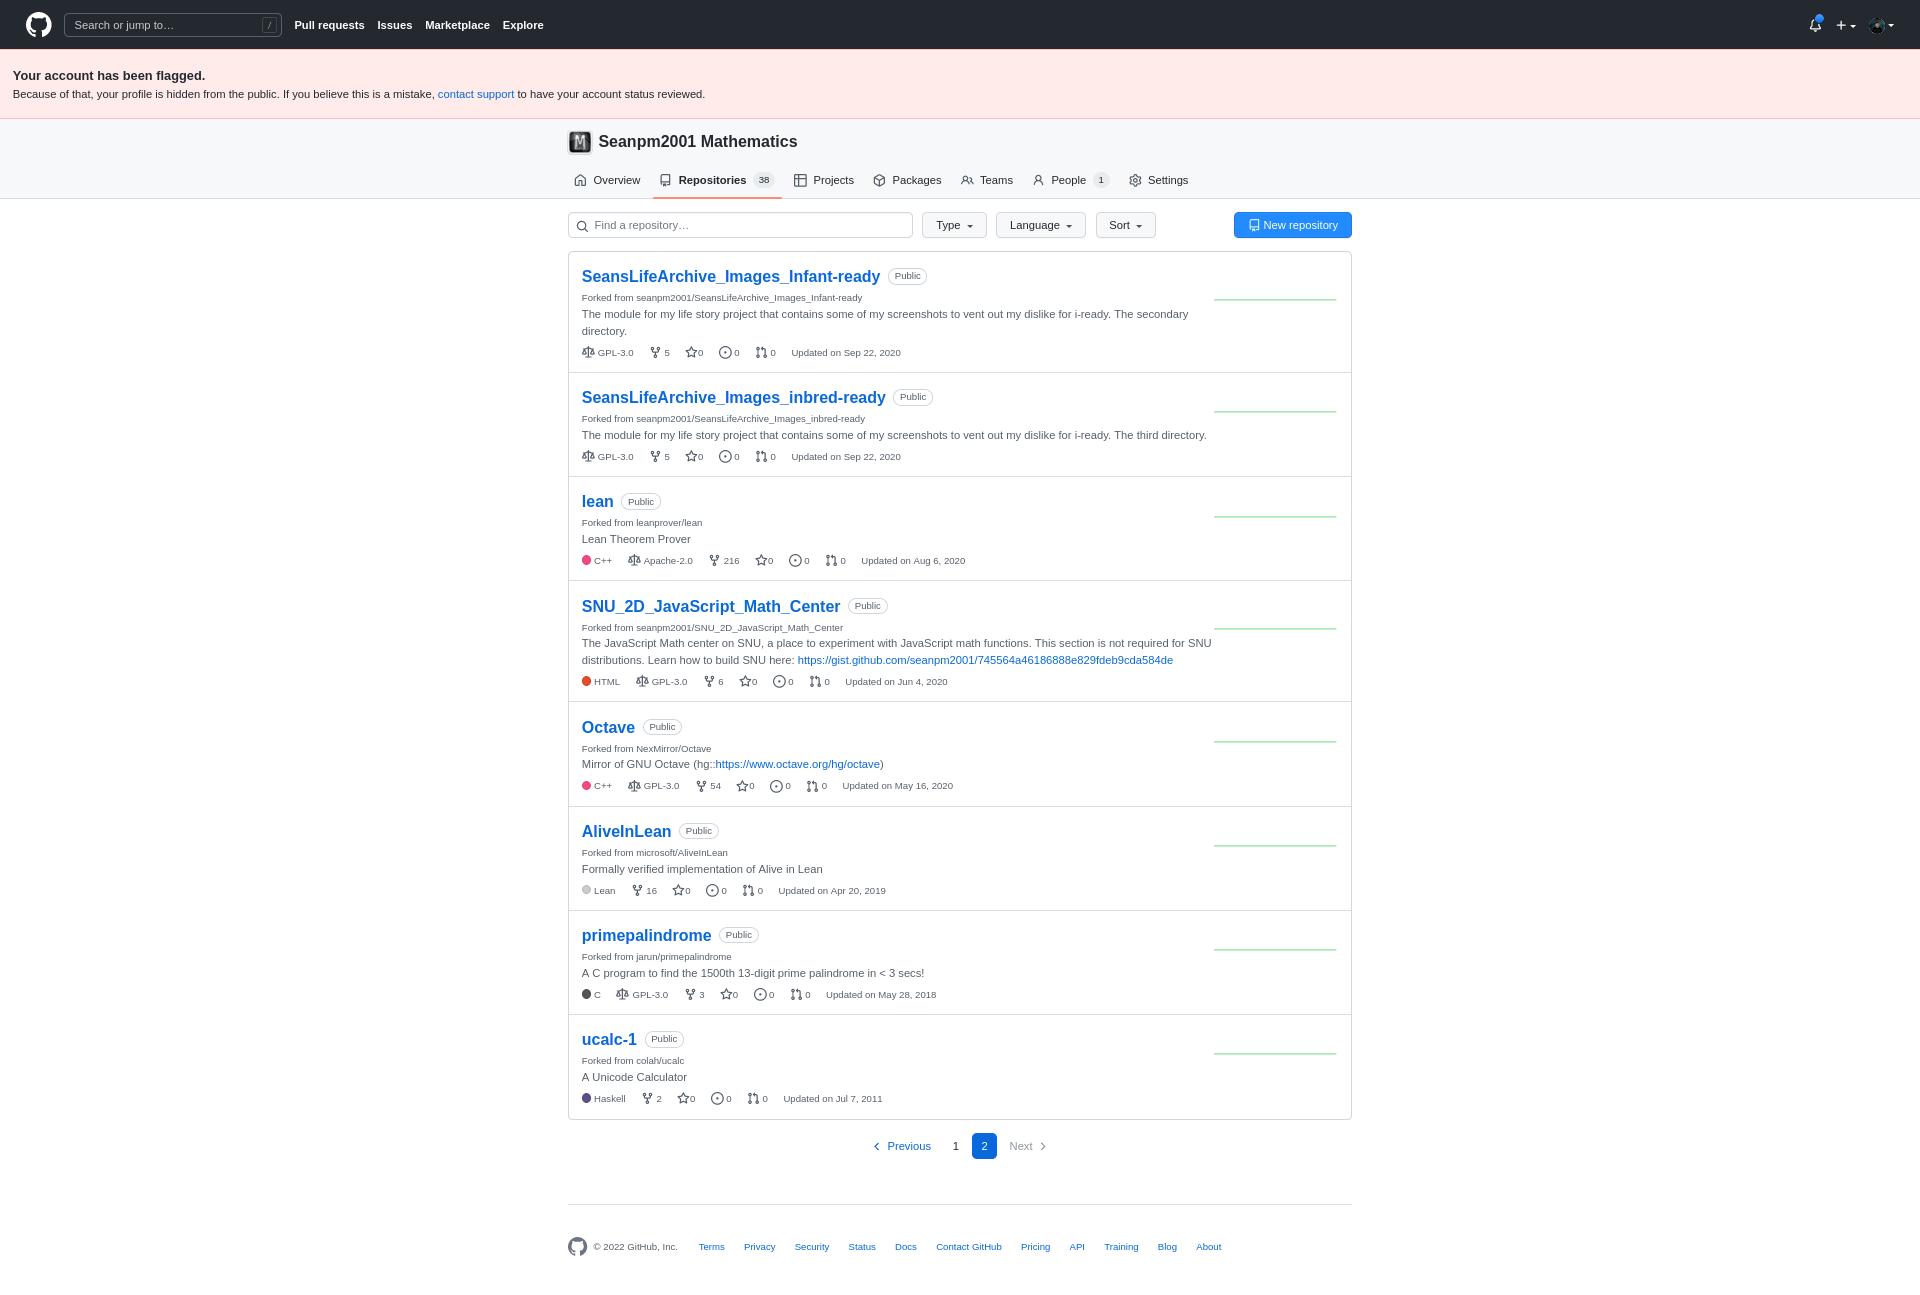 Search or jump to…
/
Pull requests Issues Marketplace Explore
Your account has been flagged.
Because of that, your profile is hidden from the public. If you believe this is a mistake, contact support to have your account status reviewed.
M
Seanpm2001 Mathematics
Overview Repositories 38 Projects Packages Teams People 1 Settings
Find a repository… Type Language Sort New repository
SeansLifeArchive_Images_Infant-ready Public
Forked from seanpm2001/SeansLifeArchive_Images_Infant-ready
The module for my life story project that contains some of my screenshots to vent out my dislike for i-ready. The secondary
directory.
GPL-3.0 5 0 0 0 Updated on Sep 22, 2020
SeansLifeArchive_Images_inbred-ready Public
Forked from seanpm2001/SeansLifeArchive_Images_inbred-ready
The module for my life story project that contains some of my screenshots to vent out my dislike for i-ready. The third directory.
GPL-3.0 5 0 0 0 Updated on Sep 22, 2020
lean Public
Forked from leanprover/lean
Lean Theorem Prover
C++ Apache-2.0 216 0 0 0 Updated on Aug 6, 2020
SNU_2D_JavaScript_Math_Center Public
Forked from seanpm2001/SNU_2D_JavaScript_Math_Center
The JavaScript Math center on SNU, a place to experiment with JavaScript math functions. This section is not required for SNU
distributions. Learn how to build SNU here: https://gist.github.com/seanpm2001/745564a46186888e829fdeb9cda584de
HTML GPL-3.0 6 0 0 0 Updated on Jun 4, 2020
Octave Public
Forked from NexMirror/Octave
Mirror of GNU Octave (hg::https://www.octave.org/hg/octave)
C++ GPL-3.0 54 0 0 0 Updated on May 16, 2020
AliveInLean Public
Forked from microsoft/AliveInLean
Formally verified implementation of Alive in Lean
Lean 16 0 0 0 Updated on Apr 20, 2019
primepalindrome Public
Forked from jarun/primepalindrome
A C program to find the 1500th 13-digit prime palindrome in < 3 secs!
C GPL-3.0 3 0 0 0 Updated on May 28, 2018
ucalc-1 Public
Forked from colah/ucalc
A Unicode Calculator
Haskell 2 0 0 0 Updated on Jul 7, 2011
Previous 1 2 Next
© 2022 GitHub, Inc. Terms Privacy Security Status Docs Contact GitHub Pricing API Training Blog About